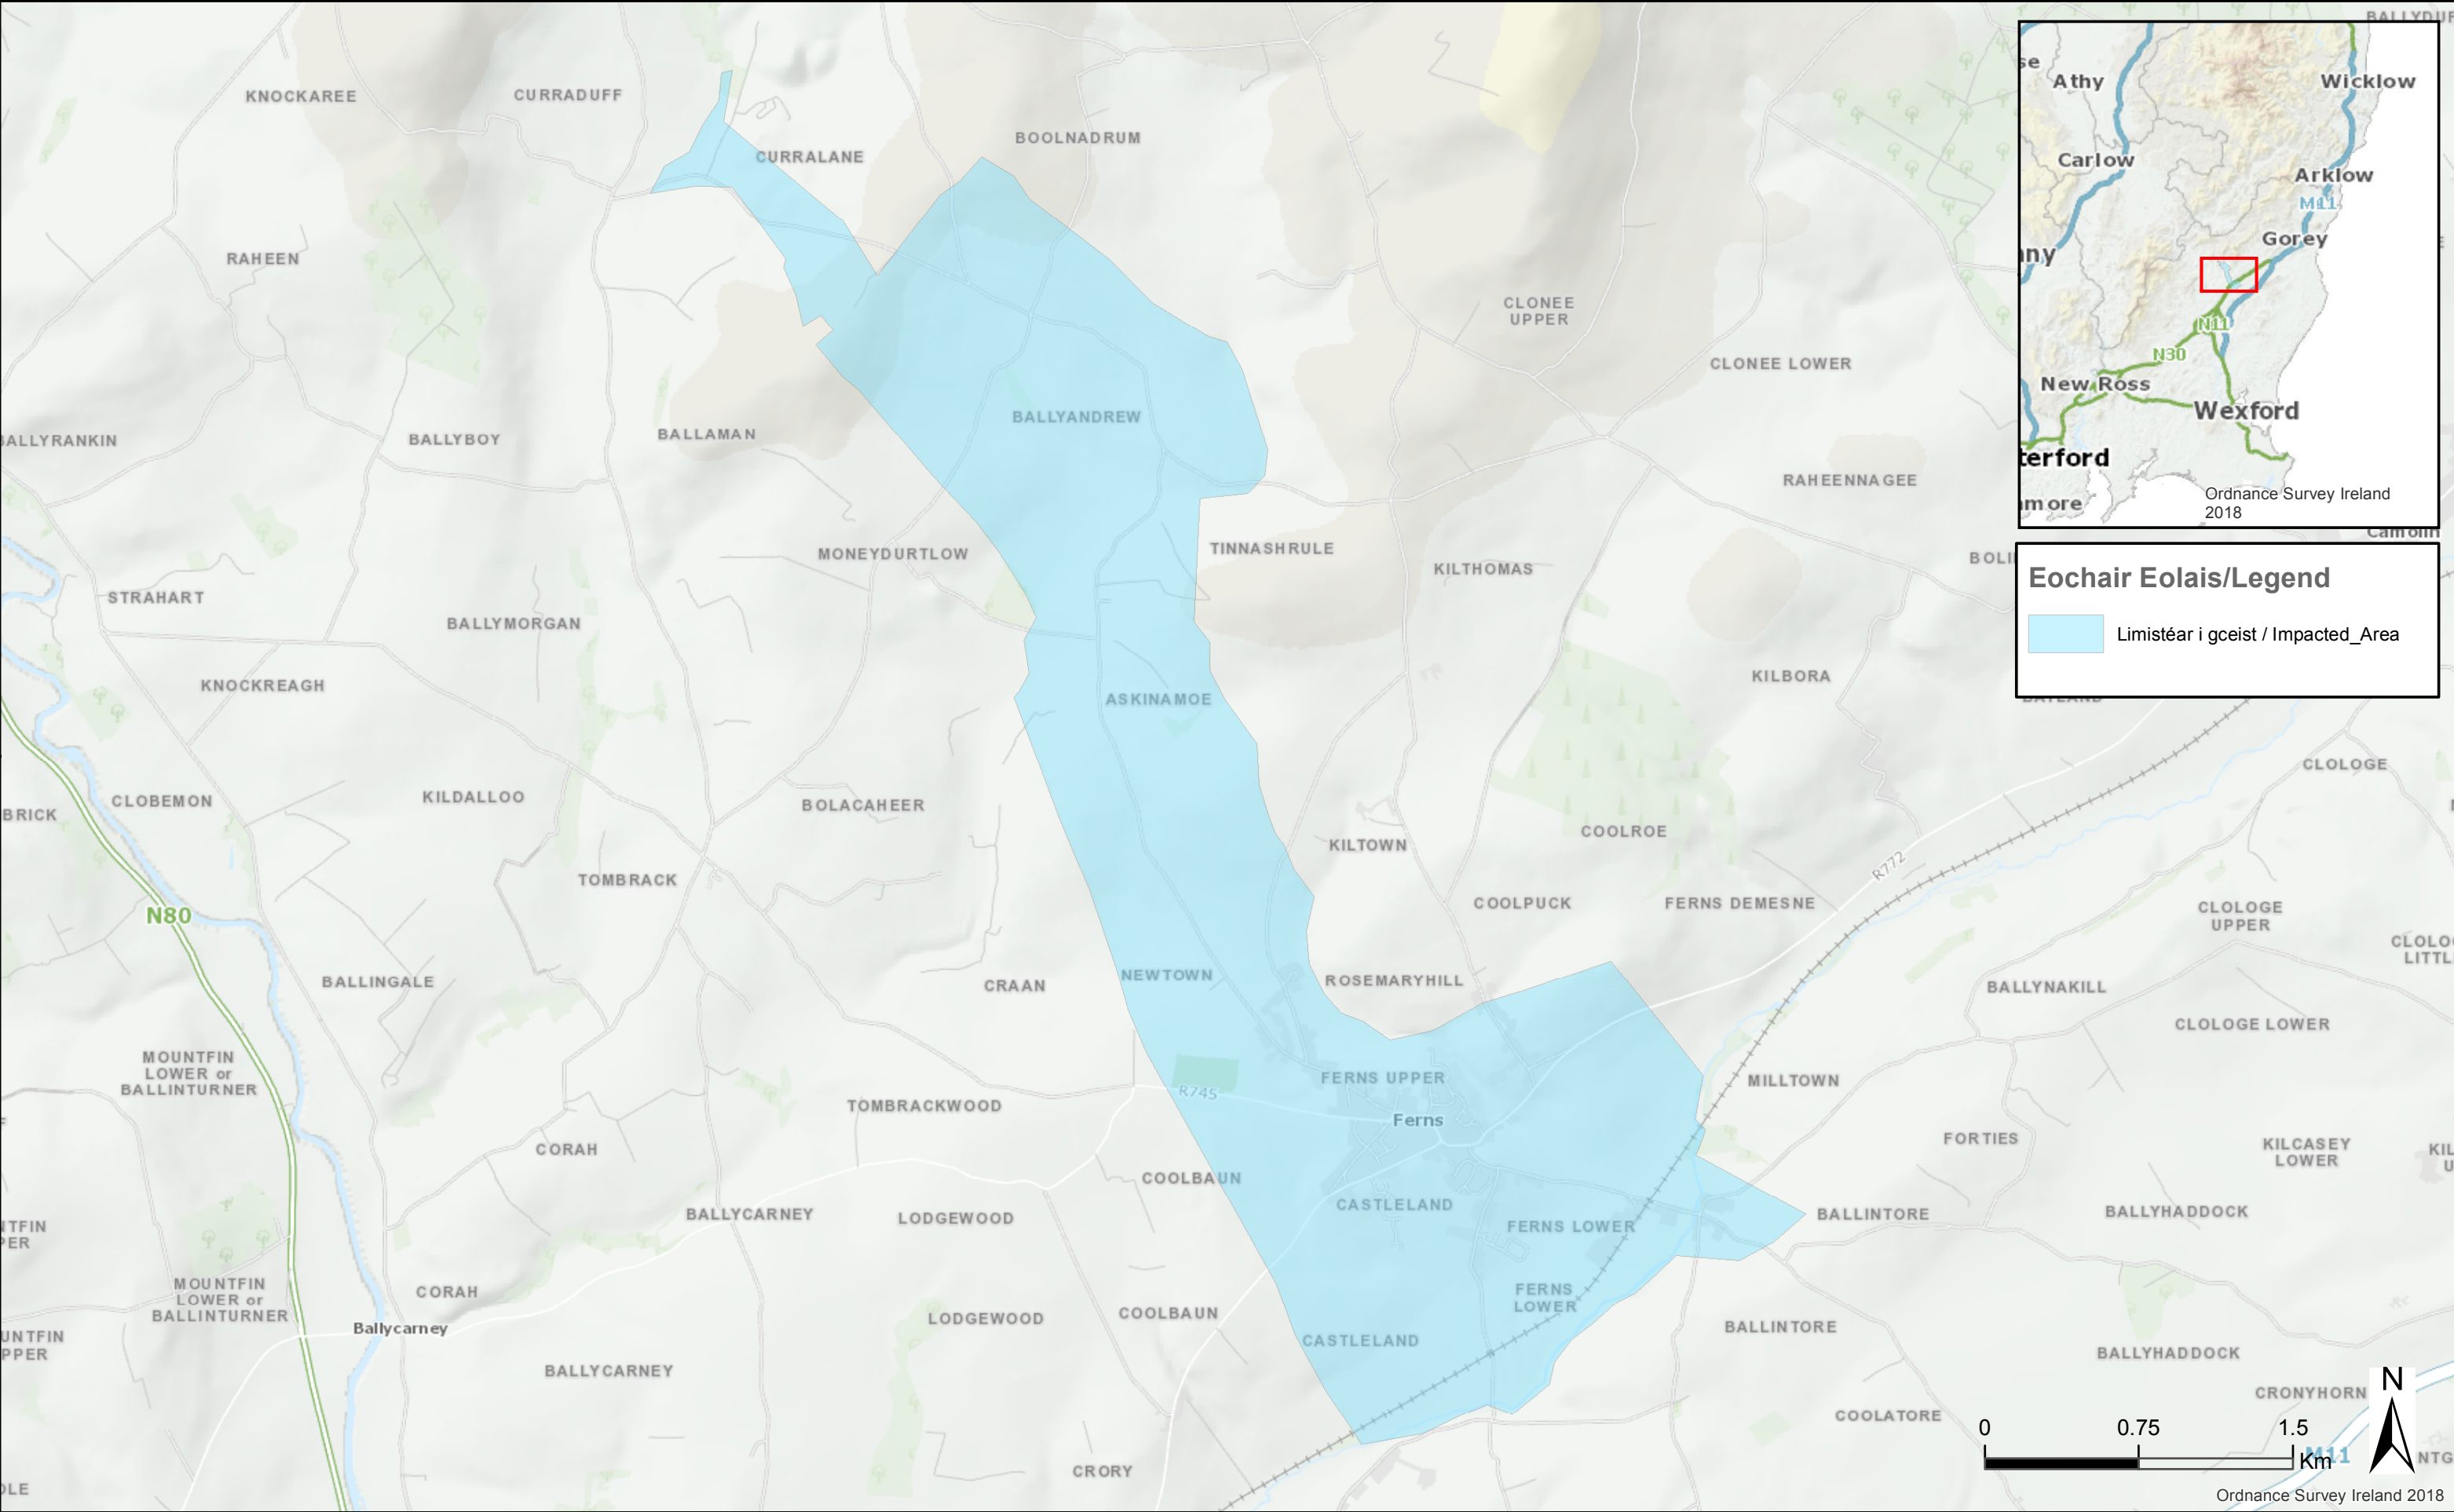 KNOCKAREE
CURRADUFF
CURRALANE
BOOLNADRUM
RAHEEN
CLONEE
UPPER
CLONEE LOWER
BALLYANDREW
BALLYRANKIN
BALLYBOY
BALLAMAN
RAHEENNAGEE
MONEYDURTLOW
TINNASHRULE
KILTHOMAS
STRAHART
BALLYMORGAN
KNOCKREAGH
ASKINAMOE
KILBORA
CLOLOGE
CLOBEMON
KILDALLOO
BOLACAHEER
BRICK
KILTOWN
COOLROE
R772
TOMBRACK
COOLPUCK
FERNS DEMESNE
N80
CLOLOGE
UPPER
BALLINGALE
CRAAN
NEWTOWN
ROSEMARYHILL
BALLYNAKILL
CLOLOGE LOWER
MOUNTFIN
LOWER or
BALLINTURNER
FERNS UPPER
MILLTOWN
R745
TOMBRACKWOOD
Ferns
CORAH
FORTIES
KILCASEY
LOWER
COOLBAUN
CASTLELAND
BALLYCARNEY
LODGEWOOD
FERNS LOWER
BALLINTORE
BALLYHADDOCK
MOUNTFIN
LOWER or
BALLINTURNER
CORAH
FERNS
LOWER
LODGEWOOD
COOLBAUN
Ballycarney
CASTLELAND
BALLINTORE
BALLYHADDOCK
BALLYCARNEY
CRONYHORN
COOLATORE
CRORY
M11
Athy
Wicklow
Carlow
Arklow
M11
Gorey
N11
N30
New Ross
Wexford
terford
Ordnance Survey Ireland
2018
Camolin
Eochair Eolais/Legend
Limistéar i gceist / Impacted_Area
N
0 0.75 1.5
Km
Ordnance Survey Ireland 2018